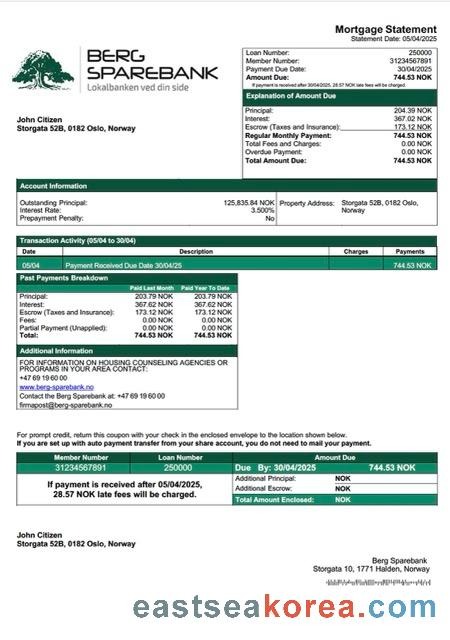 Mortgage Statement
Statement Date: 05/04/2025
BERG
SPAREBANK
Lokalbanken ved din side
Loan Number: 250000
Member Number: 31234567891
Payment Due Date: 30/04/2025
Amount Due: 744.53 NOK
If payment is received after 30/04/2025, 28.57 NOK late fees will be charged.
John Citizen
Storgata 52B, 0182 Oslo, Norway
Explanation of Amount Due
Principal: 204.39 NOK
Interest: 367.02 NOK
Escrow (Taxes and Insurance): 173.12 NOK
Regular Monthly Payment: 744.53 NOK
Total Fees and Charges: 0.00 NOK
Overdue Payment: 0.00 NOK
Total Amount Due: 744.53 NOK
Account Information
Outstanding Principal: 125,835.84 NOK Property Address: Storgata 52B, 0182 Oslo,
Interest Rate: 3.500% Norway
Prepayment Penalty: No
Transaction Activity (05/04 to 30/04)
Date Description Charges Payments
05/04 Payment Received Due Date 30/04/25 744.53 NOK
Past Payments Breakdown
Paid Last Month Paid Year To Date
Principal: 203.79 NOK 203.79 NOK
Interest: 367.62 NOK 367.62 NOK
Escrow (Taxes and Insurance): 173.12 NOK 173.12 NOK
Fees: 0.00 NOK 0.00 NOK
Partial Payment (Unapplied): 0.00 NOK 0.00 NOK
Total: 744.53 NOK 744.53 NOK
Additional Information
FOR INFORMATION ON HOUSING COUNSELING AGENCIES OR
PROGRAMS IN YOUR AREA CONTACT:
+47 69 19 60 00
www.berg-sparebank.no
Contact the Berg Sparebank at: +47 69 19 60 00
firmapost@berg-sparebank.no
For prompt credit, return this coupon with your check in the enclosed envelope to the location shown below.
If you are set up with auto payment transfer from your share account, you do not need to mail your payment.
Member Number Loan Number Amount Due
31234567891 250000 Due By: 30/04/2025 744.53 NOK
If payment is received after 05/04/2025,
28.57 NOK late fees will be charged.
Additional Principal: NOK
Additional Escrow: NOK
Total Amount Enclosed: NOK
John Citizen
Storgata 52B, 0182 Oslo, Norway
Berg Sparebank
Storgata 10, 1771 Halden, Norway
eastseakorea.com